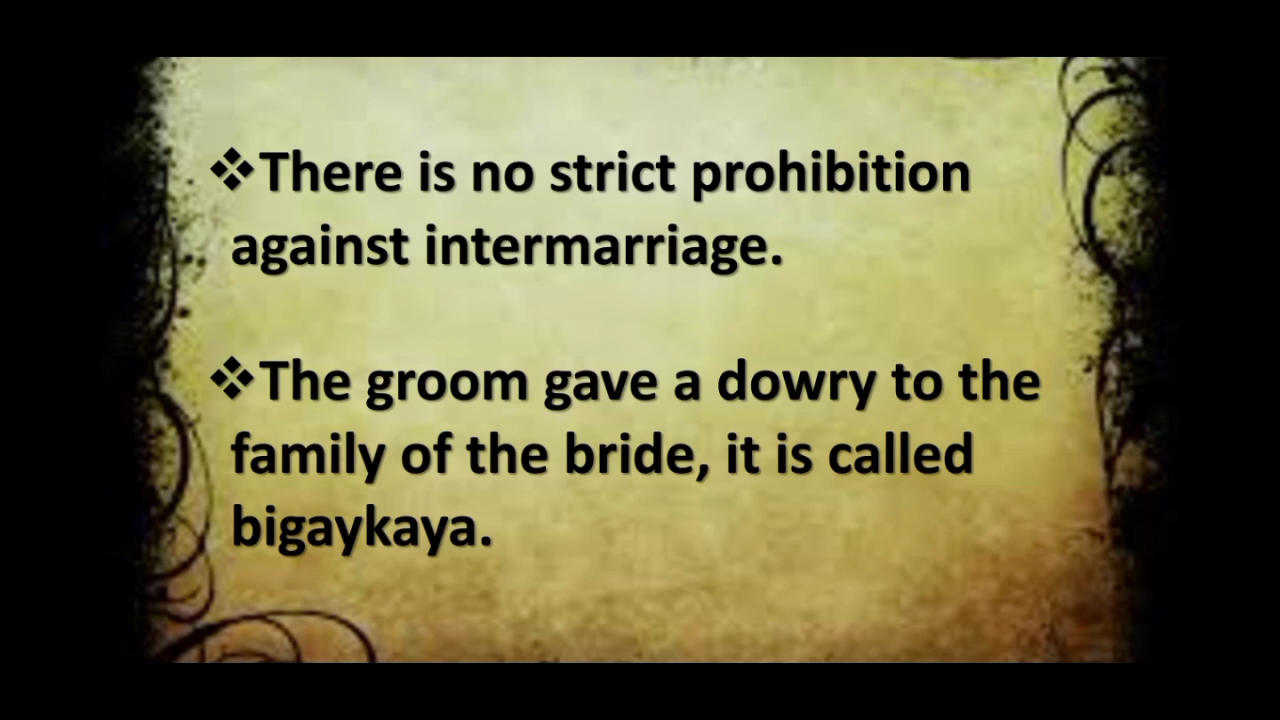 ❖There is no strict prohibition
against intermarriage.
❖The groom gave a dowry to the
family of the bride, it is called
bigaykaya.